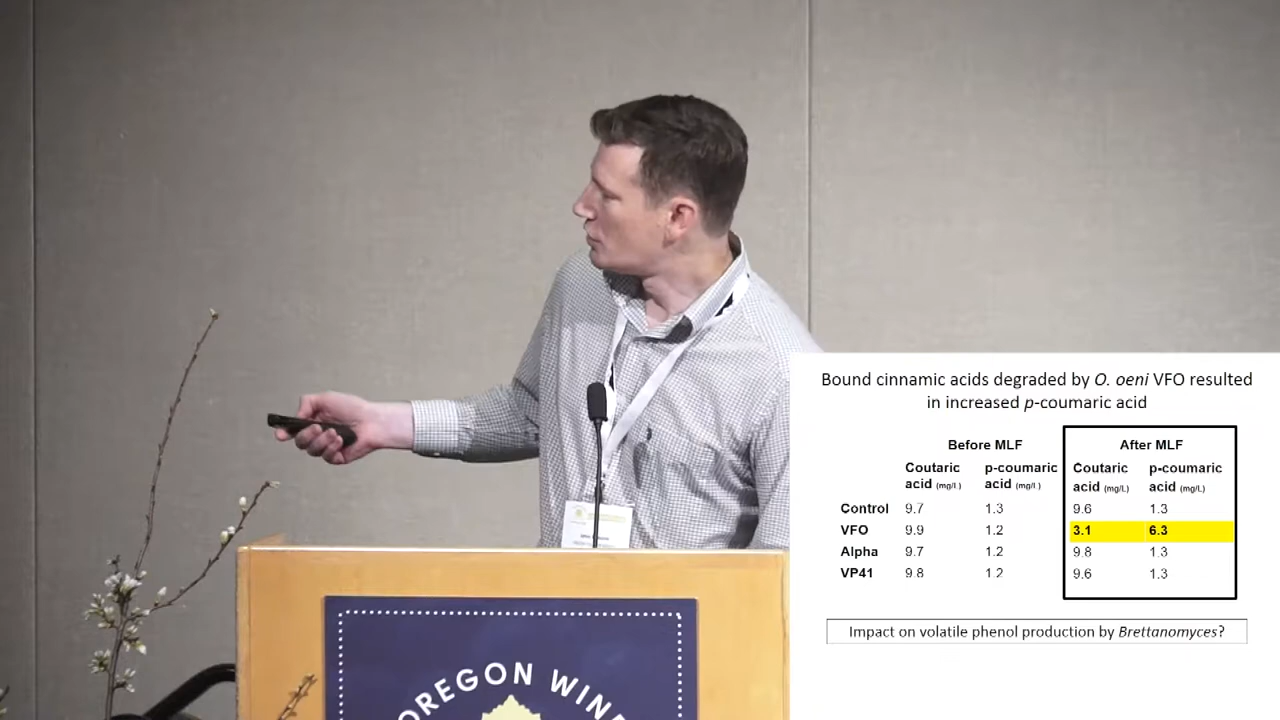 Bound cinnamic acids degraded by O. oeni VFO resulted
in increased p-coumaric acid
Before MLF After MLF
Coutaric p-coumaric Coutaric p-coumaric
acid (mg/L) acid (mg/L) acid (mg/L) acid (mg/L)
Control 9.7 1.3 9.6 1.3
VFO 9.9 1.2 3.1 6.3
Alpha 9.7 1.2 9.8 1.3
VP41 9.8 1.2 9.6 1.3
Impact on volatile phenol production by Brettanomyces?
OREGON WINE